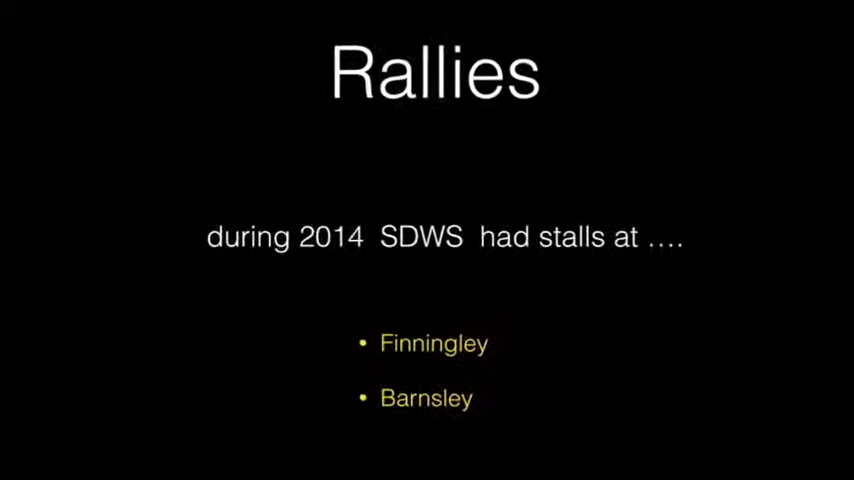 Rallies
during 2014  SDWS  had stalls at ....
• Finningley
• Barnsley